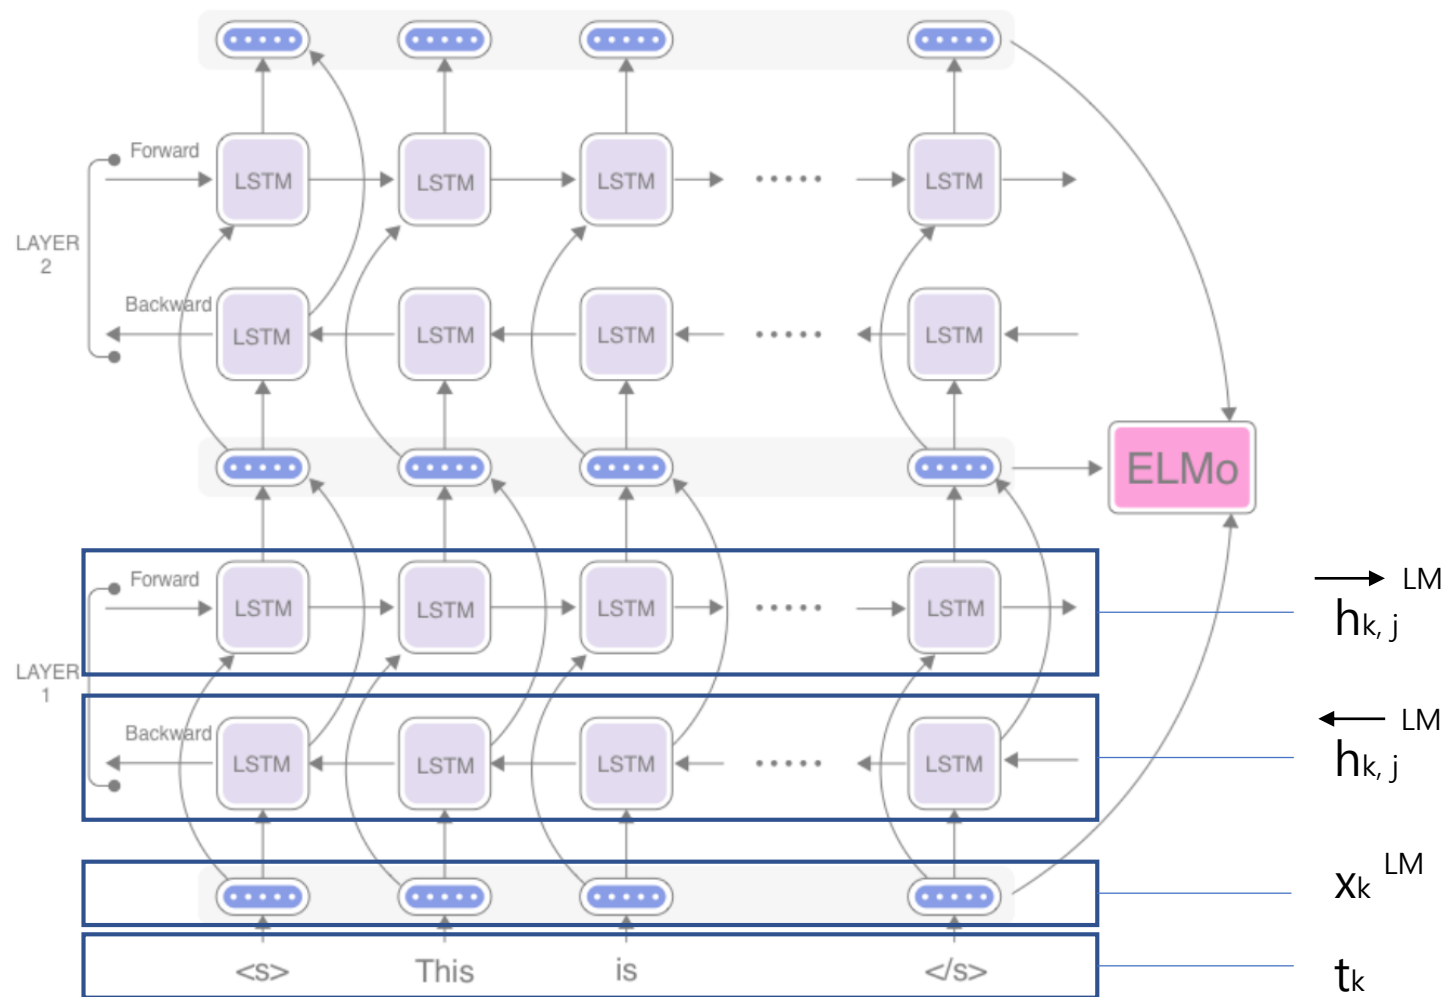 Forward
LSTM LSTM LSTM ····· LSTM
LAYER
2
Backward
LSTM LSTM LSTM ····· LSTM
ELMo
Forward
LSTM LSTM LSTM ····· LSTM
LM
hk, j
LAYER
1
Backward
LSTM LSTM LSTM ····· LSTM
LM
hk, j
xk LM
<s> This is </s>
tk